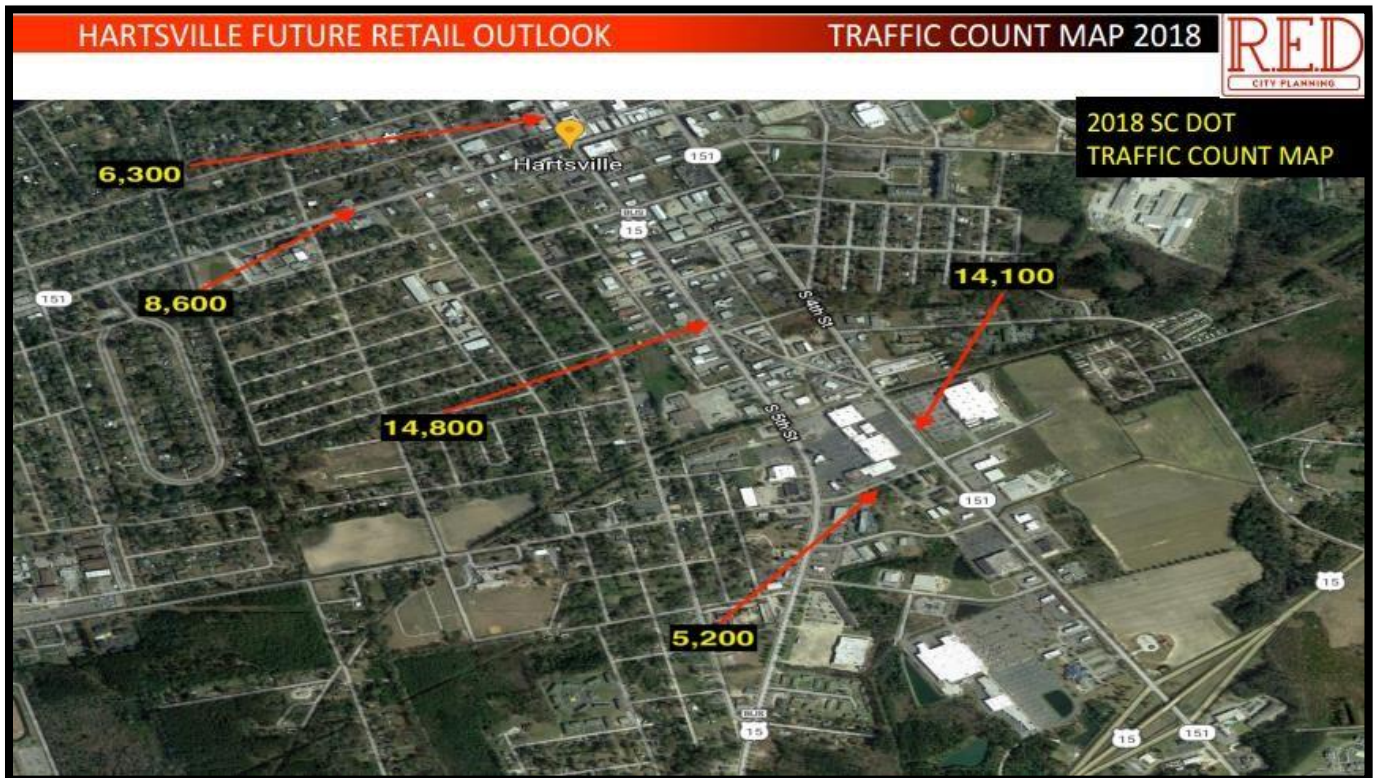 HARTSVILLE FUTURE RETAIL OUTLOOK
TRAFFIC COUNT MAP 2018
R.E.D
CITY PLANNING
2018 SC DOT
TRAFFIC COUNT MAP
Hartsville
151
6,300
BUS
15
8,600
151
14,100
S 4th St
14,800
S 5th St
151
15
5,200
BUS
15
15
151